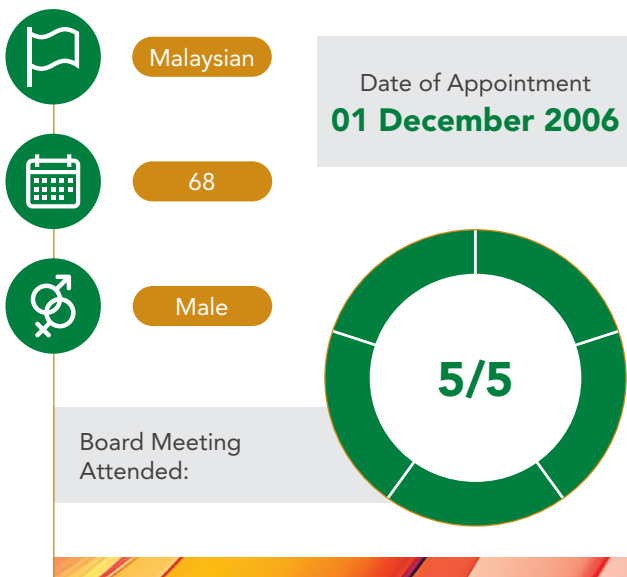 Malaysian
Date of Appointment
01 December 2006
68
Male
5/5
Board Meeting
Attended: